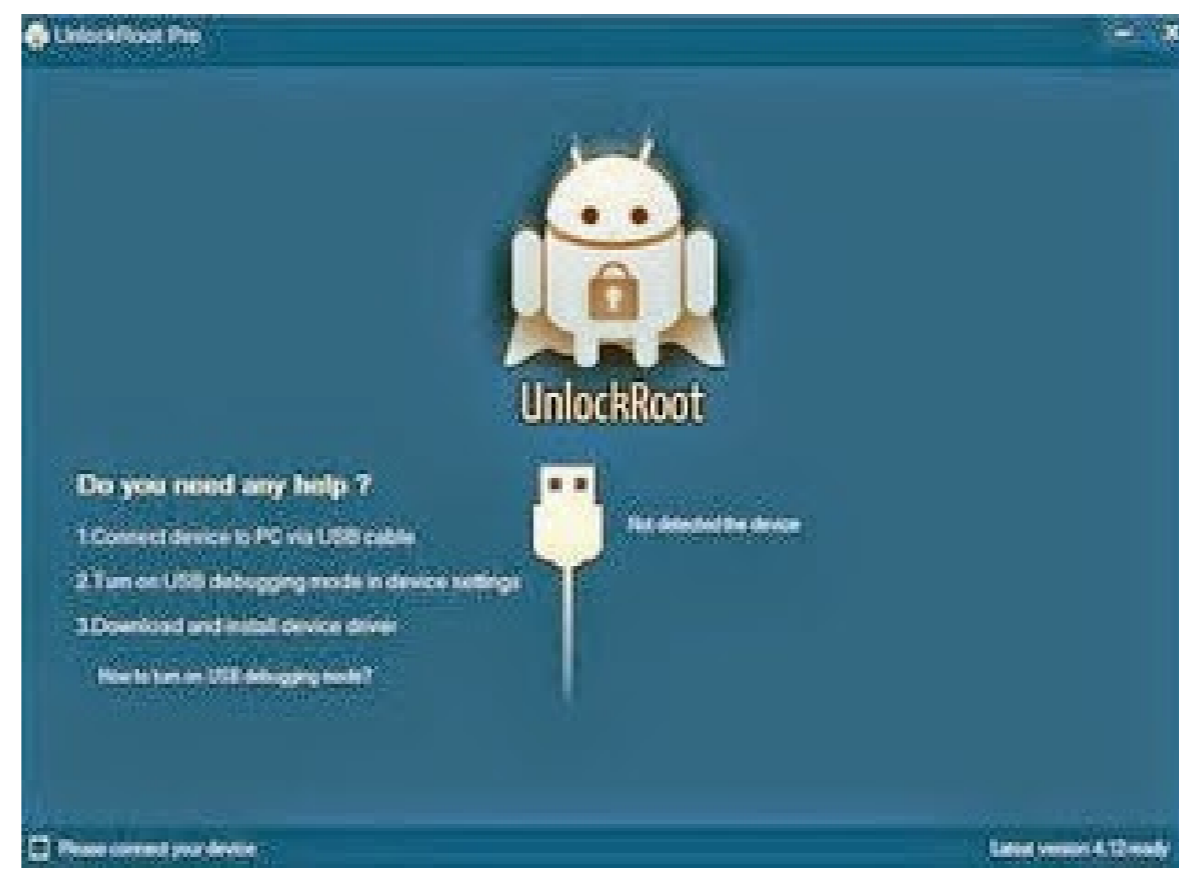 UnlockRoot Pro
UnlockRoot
Do you need any help ?
1.Connect device to PC via USB cable
2.Turn on USB debugging mode in device settings
3.Download and install device driver
How to turn on USB debugging mode?
Not detected the device
Please connect your device
Latest version 4.12 ready